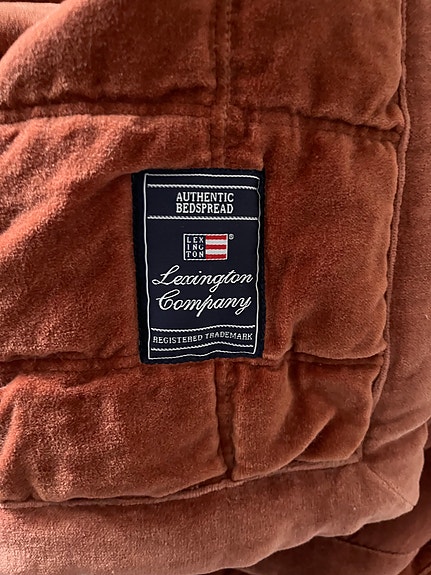 AUTHENTIC
BEDSPREAD
LEX
ING
TON
®
Lexington
Company
REGISTERED TRADEMARK